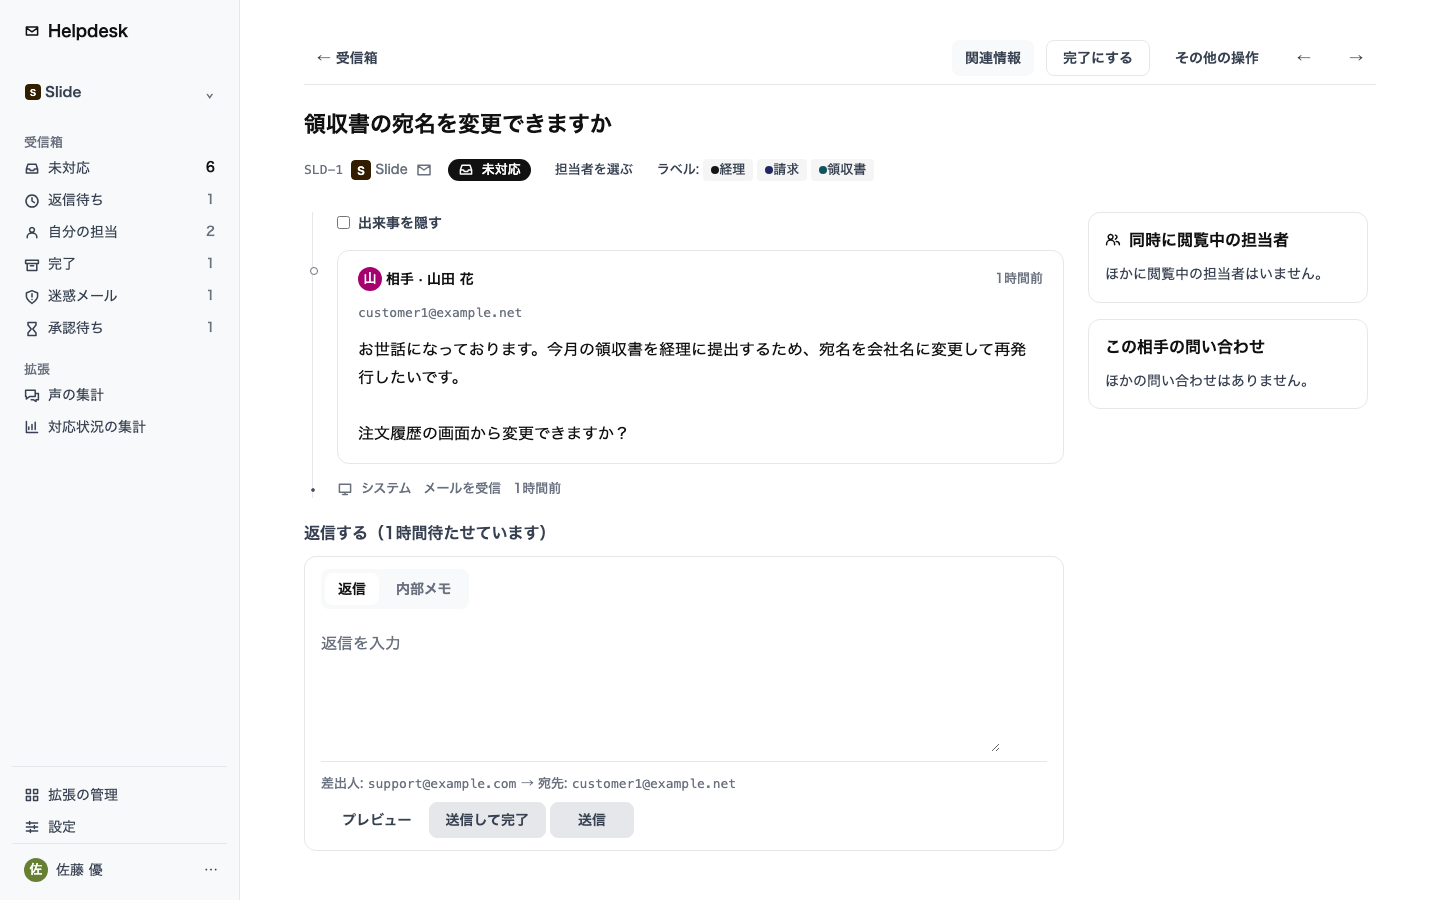 Helpdesk
S Slide
受信箱
未対応 6
返信待ち 1
自分の担当 2
完了 1
迷惑メール 1
承認待ち 1
拡張
声の集計
対応状況の集計
拡張の管理
設定
佐 佐藤 優 …
← 受信箱
関連情報 完了にする その他の操作 ← →
領収書の宛名を変更できますか
SLD-1 S Slide 未対応 担当者を選ぶ ラベル: ●経理 ●請求 ●領収書
出来事を隠す
山 相手 · 山田 花 1時間前
customer1@example.net
お世話になっております。今月の領収書を経理に提出するため、宛名を会社名に変更して再発
行したいです。
注文履歴の画面から変更できますか？
システム メールを受信 1時間前
返信する（1時間待たせています）
返信 内部メモ
返信を入力
差出人: support@example.com → 宛先: customer1@example.net
プレビュー 送信して完了 送信
同時に閲覧中の担当者
ほかに閲覧中の担当者はいません。
この相手の問い合わせ
ほかの問い合わせはありません。